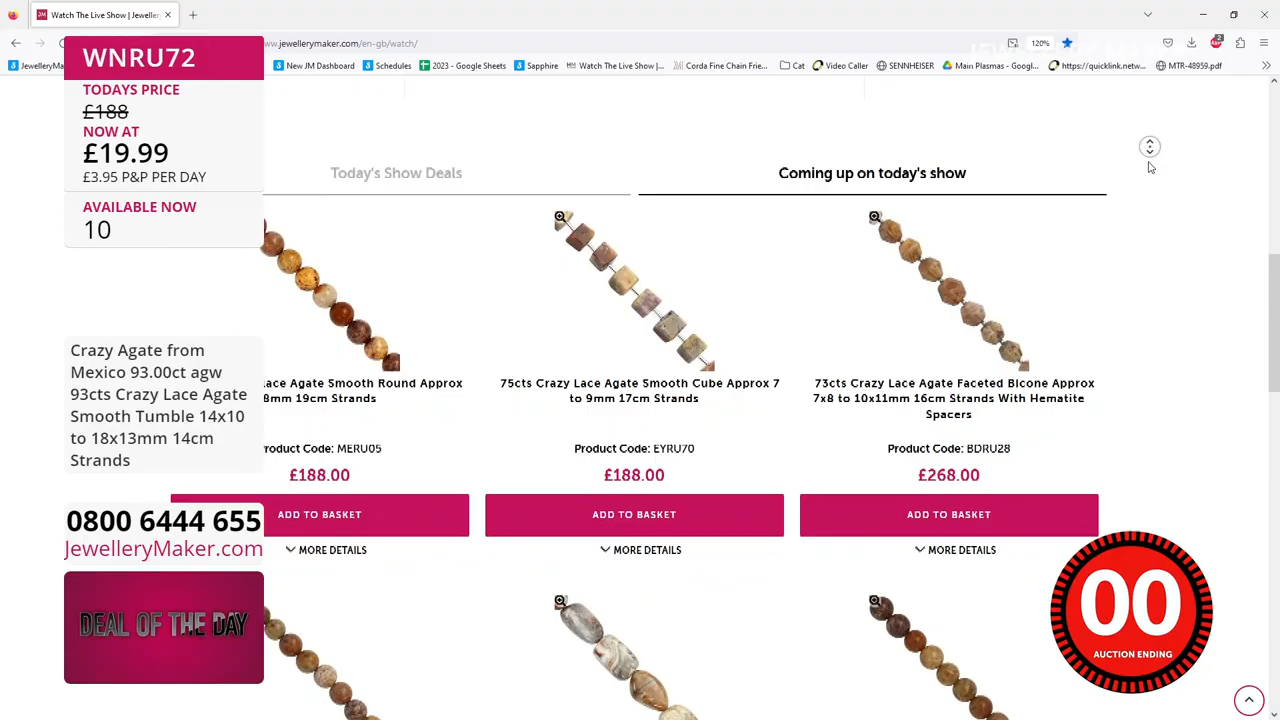 Watch The Live Show | Jeweller
ww.jewellerymaker.com/en-gb/watch/
120%
2
JewelleryMa
New JM Dashboard
Schedules
2023 - Google Sheets
Sapphire
Watch The Live Show |...
Corda Fine Chain Frie...
Cat
Video Caller
SENNHEISER
Main Plasmas - Googl...
https://quicklink.netw...
MTR-48959.pdf
WNRU72
TODAYS PRICE
£188
NOW AT
£19.99
£3.95 P&P PER DAY
AVAILABLE NOW
10
Today's Show Deals
Coming up on today's show
Crazy Agate from
Mexico 93.00ct agw
93cts Crazy Lace Agate
Smooth Tumble 14x10
to 18x13mm 14cm
Strands
ace Agate Smooth Round Approx
8mm 19cm Strands
roduct Code: MERU05
£188.00
ADD TO BASKET
MORE DETAILS
75cts Crazy Lace Agate Smooth Cube Approx 7
to 9mm 17cm Strands
Product Code: EYRU70
£188.00
ADD TO BASKET
MORE DETAILS
73cts Crazy Lace Agate Faceted Bicone Approx
7x8 to 10x11mm 16cm Strands With Hematite
Spacers
Product Code: BDRU28
£268.00
ADD TO BASKET
MORE DETAILS
0800 6444 655
JewelleryMaker.com
DEAL OF THE DAY
00
AUCTION ENDING